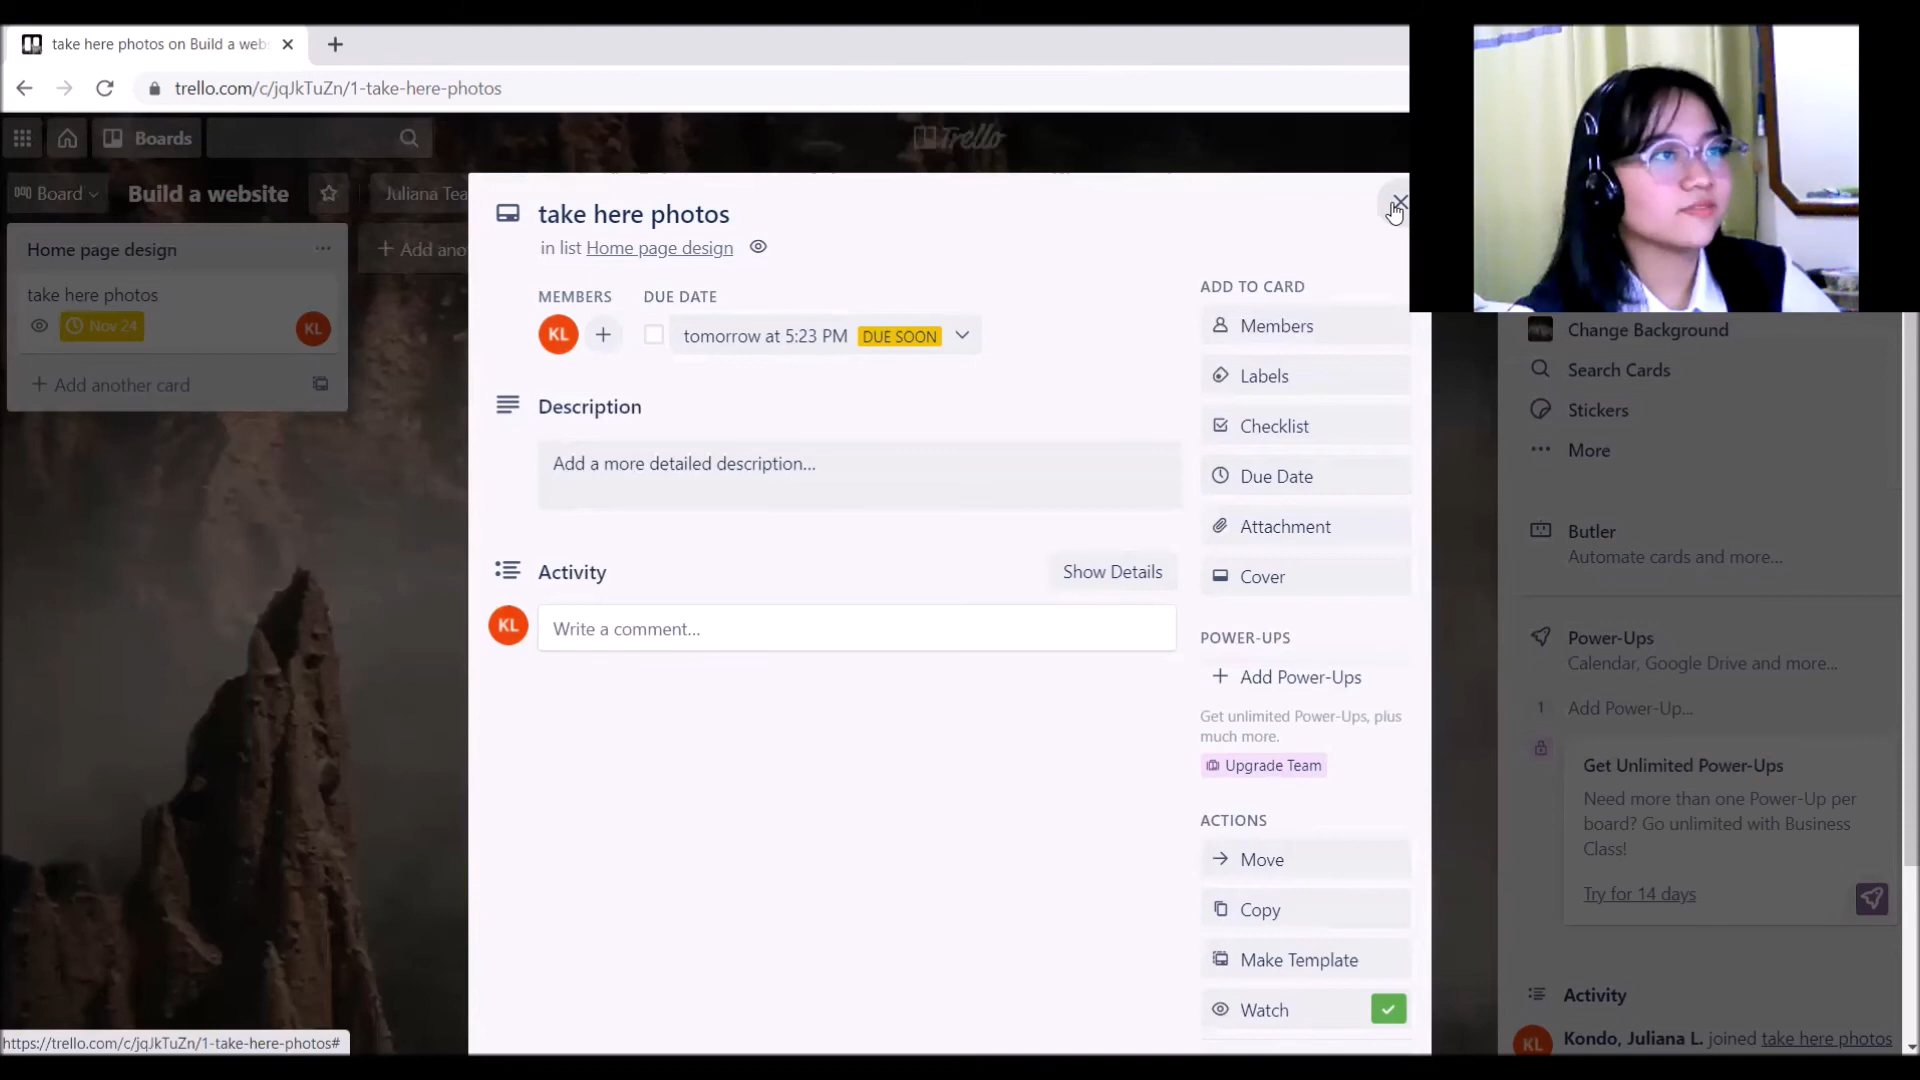 take here photos on Build a web
trello.com/c/jqJkTuZn/1-take-here-photos
Boards
Trello
Board
Build a website
Juliana Tea
Home page design
Add ano
take here photos
Nov 24
KL
Add another card
take here photos
in list Home page design
MEMBERS
DUE DATE
KL
tomorrow at 5:23 PM
DUE SOON
Description
Add a more detailed description...
Activity
Show Details
KL
Write a comment...
ADD TO CARD
Members
Labels
Checklist
Due Date
Attachment
Cover
POWER-UPS
Add Power-Ups
Get unlimited Power-Ups, plus
much more.
Upgrade Team
ACTIONS
Move
Copy
Make Template
Watch
Change Background
Search Cards
Stickers
More
Butler
Automate cards and more...
Power-Ups
Calendar, Google Drive and more...
1 Add Power-Up...
Get Unlimited Power-Ups
Need more than one Power-Up per
board? Go unlimited with Business
Class!
Try for 14 days
Activity
KL
Kondo, Juliana L. joined take here photos
https://trello.com/c/jqJkTuZn/1-take-here-photos#